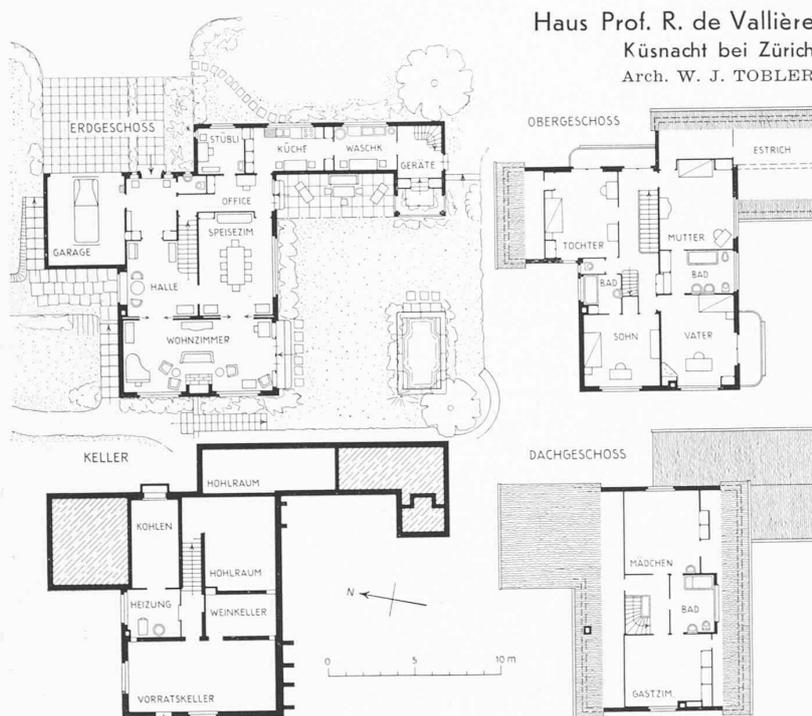 Haus Prof. R. de Vallière
Küsnacht bei Zürich
Arch. W. J. TOBLER
ERDGESCHOSS
STÜBLI
KÜCHE
WASCHK
GERÄTE
OFFICE
GARAGE
SPEISEZIM
HALLE
WOHNZIMMER
OBERGESCHOSS
ESTRICH
TOCHTER
MUTTER
BAD
BAD
SOHN
VATER
KELLER
HOHLRAUM
KOHLEN
HOHLRAUM
HEIZUNG
WEINKELLER
VORRATSKELLER
N
0 5 10 m
DACHGESCHOSS
MÄDCHEN
BAD
GASTZIM.